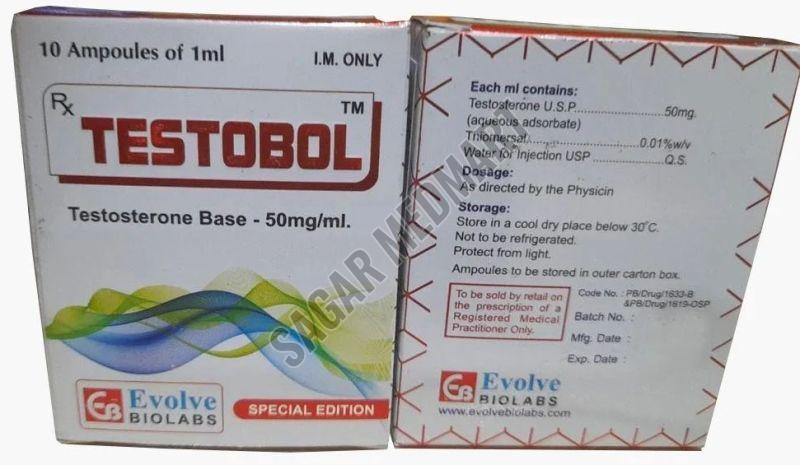 10 Ampoules of 1ml
I.M. ONLY
Rx
TM
TESTOBOL
Testosterone Base - 50mg/ml.
EB Evolve
BIOLABS
SPECIAL EDITION
Each ml contains:
Testosterone U.S.P..............................50mg.
(aqueous adsorbate)
Thiomersal..............................0.01%w/v
Water for Injection USP ....................Q.S.
Dosage:
As directed by the Physicin
Storage:
Store in a cool dry place below 30°C.
Not to be refrigerated.
Protect from light.
Ampoules to be stored in outer carton box.
To be sold by retail on
the prescription of a
Registered Medical
Practitioner Only.
Code No. : PB/Drug/1633-B
&PB/Drug/1619-OSP
Batch No. :
Mfg. Date :
Exp. Date :
EB Evolve
BIOLABS
www.evolvebiolabs.com
SAGAR MEDMART